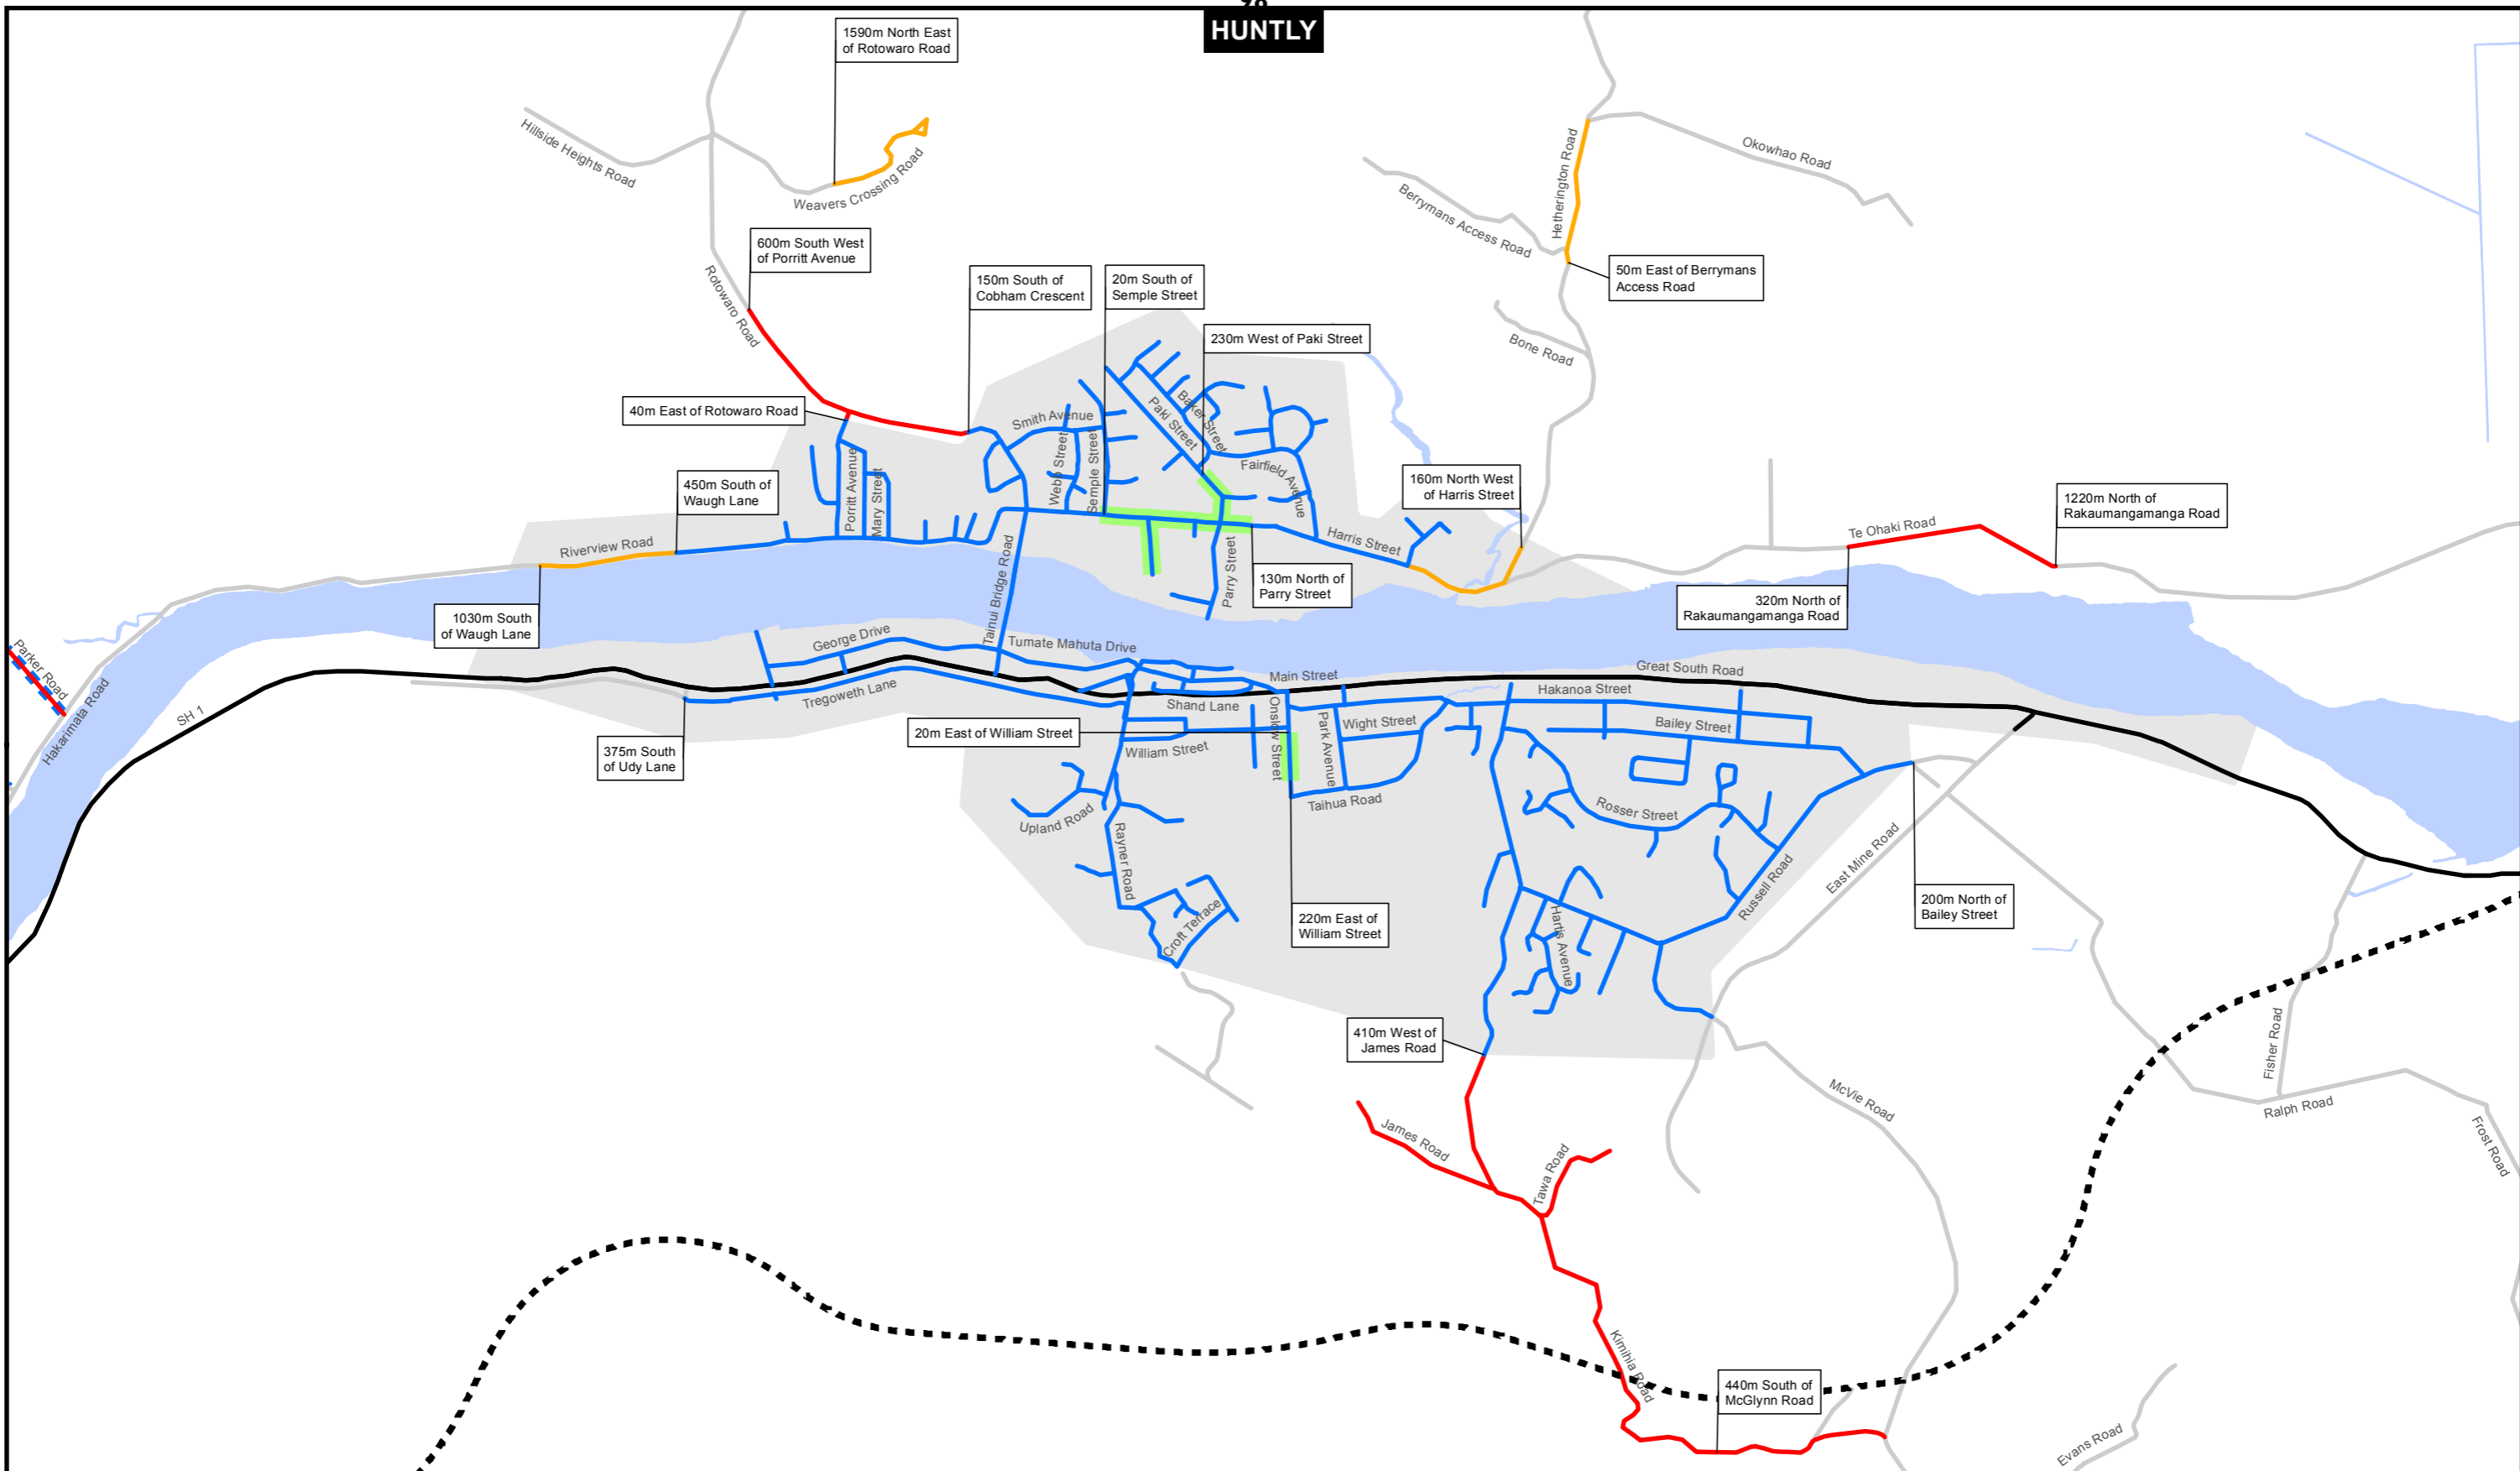 HUNTLY
1590m North East
of Rotowaro Road
Hillside Heights Road
Weavers Crossing Road
Hetherington Road
Okowhao Road
Berrymans Access Road
600m South West
of Porritt Avenue
50m East of Berrymans
Access Road
Rotowaro Road
150m South of
Cobham Crescent
20m South of
Semple Street
230m West of Paki Street
Bone Road
40m East of Rotowaro Road
Smith Avenue
Paki Street
Baker Street
Webb Street
Semple Street
Fairfield Avenue
Porritt Avenue
Mary Street
450m South of
Waugh Lane
160m North West
of Harris Street
1220m North of
Rakaumangamanga Road
Te Ohaki Road
Riverview Road
Harris Street
Tainui Bridge Road
Parry Street
130m North of
Parry Street
320m North of
Rakaumangamanga Road
1030m South
of Waugh Lane
Parker Road
Hakarimata Road
SH 1
George Drive
Tumate Mahuta Drive
Main Street
Great South Road
Tregoweth Lane
Shand Lane
Onslow Street
Hakanoa Street
Park Avenue
Wight Street
Bailey Street
20m East of William Street
William Street
375m South
of Udy Lane
Upland Road
Taihua Road
Rosser Street
Rayner Road
East Mine Road
Russell Road
Croft Terrace
220m East of
William Street
Hartis Avenue
200m North of
Bailey Street
410m West of
James Road
James Road
Tawa Road
McVie Road
Fisher Road
Ralph Road
Frost Road
Kimihia Road
440m South of
McGlynn Road
Evans Road